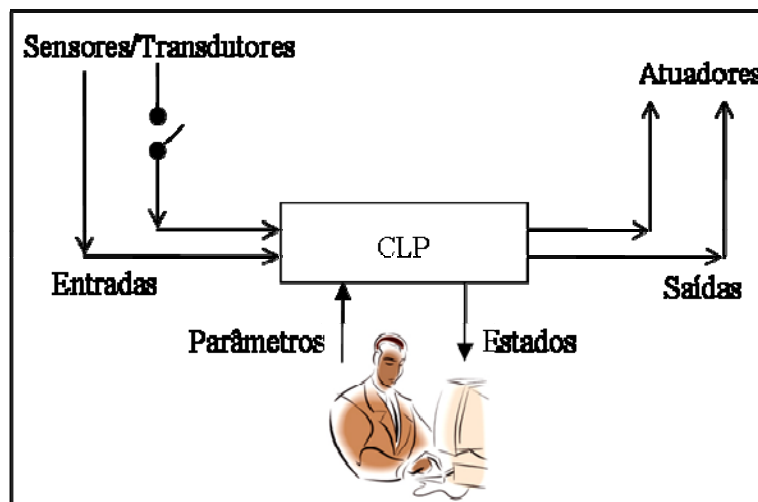 Sensores/Transdutores
Atuadores
CLP
Entradas
Saídas
Parâmetros
Estados